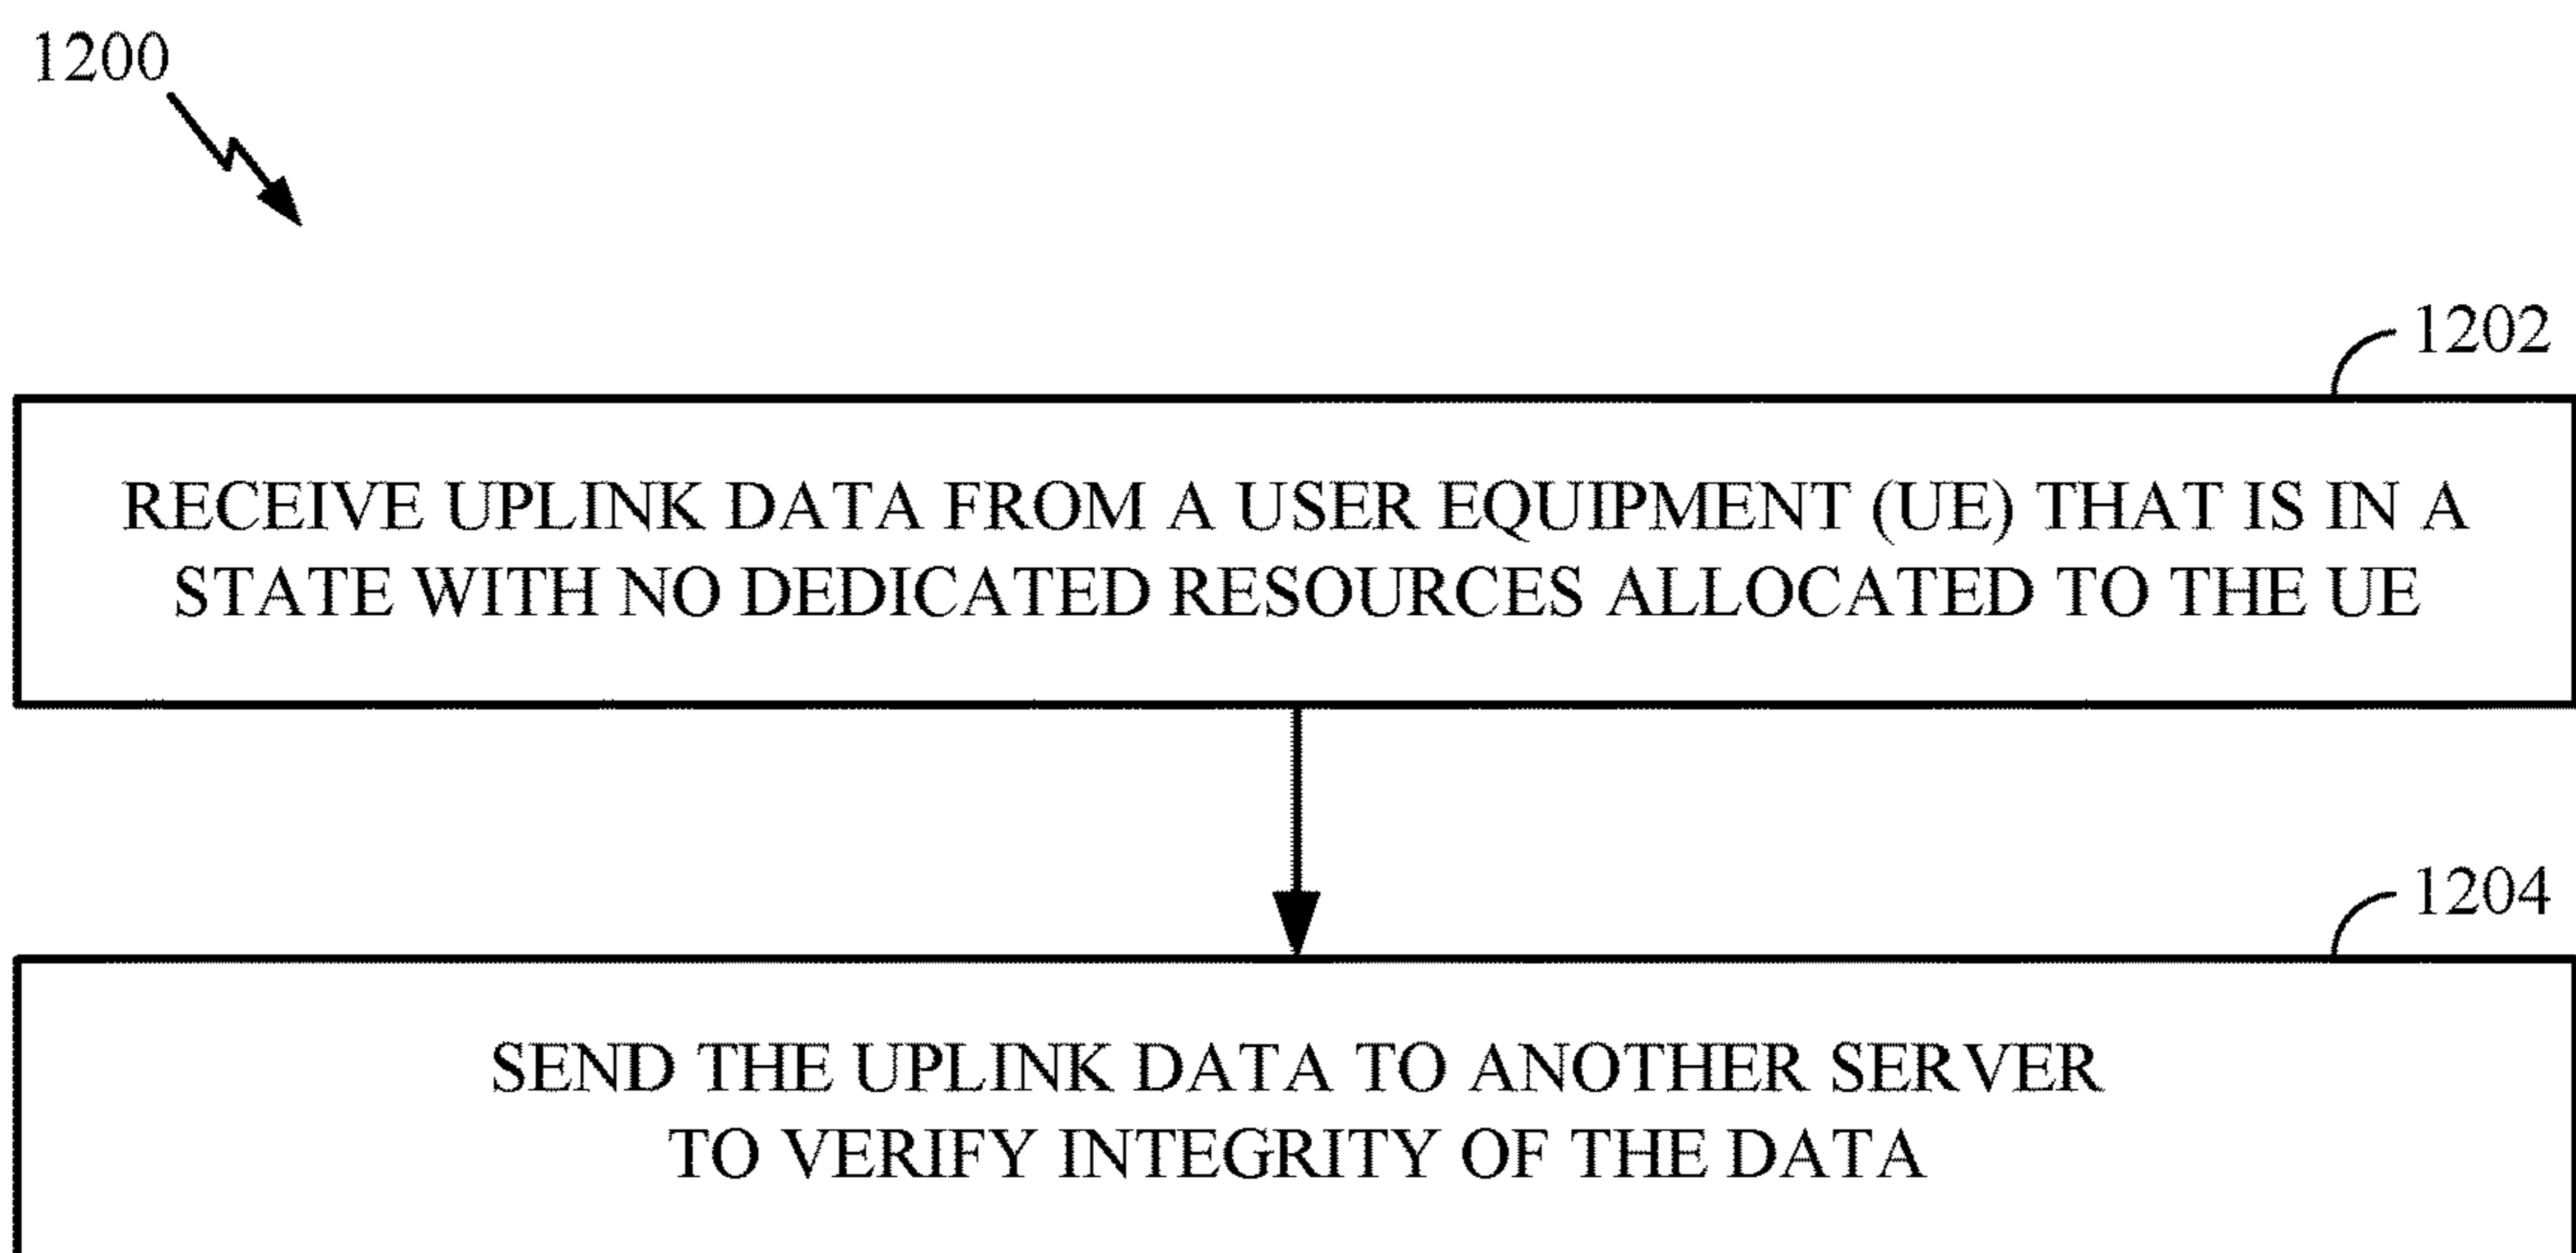 1200
1202
RECEIVE UPLINK DATA FROM A USER EQUIPMENT (UE) THAT IS IN A
STATE WITH NO DEDICATED RESOURCES ALLOCATED TO THE UE
1204
SEND THE UPLINK DATA TO ANOTHER SERVER
TO VERIFY INTEGRITY OF THE DATA